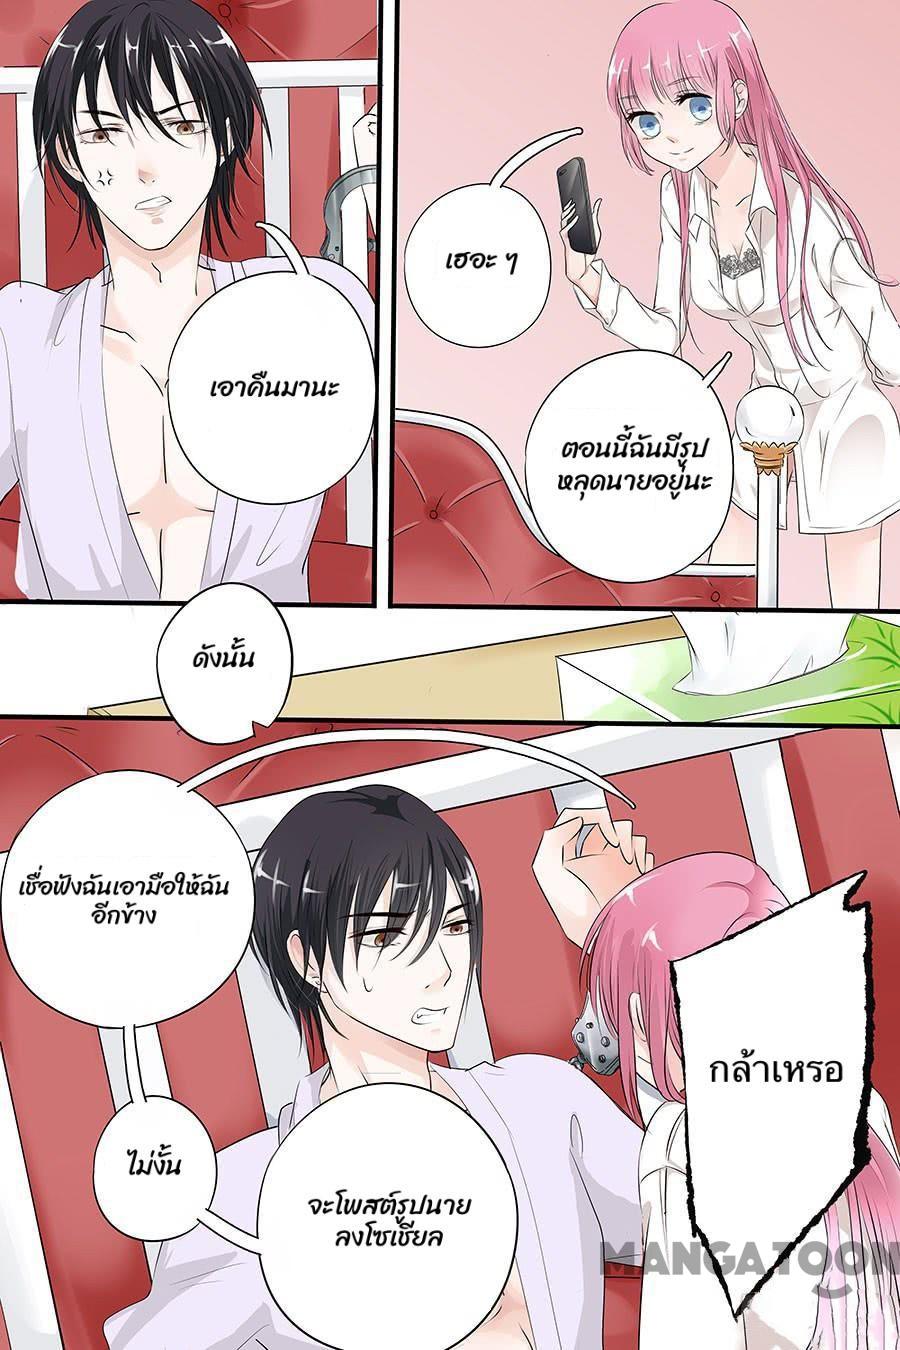 เอาคืนมานะ
เฮอะ ๆ
ตอนนี้ฉันมีรูป
หลุดนายอยู่นะ
ดังนั้น
เชื่อฟังฉันเอามือให้ฉัน
อีกข้าง
ไม่งั้น
จะโพสต์รูปนาย
ลงโซเชียล
กล้าเหรอ
MANGATOON